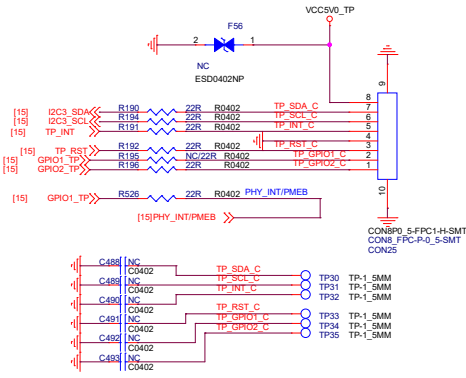 VCC5V0_TP
F56
2 1
NC
ESD0402NP
8
9
[15] I2C3_SDA R190 22R R0402 TP_SDA_C 7
I2C3_SCL R194 22R R0402 TP_SCL_C 6
[15] TP_INT R191 22R R0402 TP_INT_C 5
4
[15] TP_RST R192 22R R0402 TP_RST_C 3
[15] GPIO1_TP R195 NC/22R R0402 TP_GPIO1_C 2
[15] GPIO2_TP R196 22R R0402 TP_GPIO2_C 1
[15] GPIO1_TP R526 22R R0402 PHY_INT/PMEB
10
[15]PHY_INT/PMEB
CON8P0_5-FPC1-H-SMT
CON8_FPC-P-0_5-SMT
CON25
C488 NC C0402 TP_SDA_C TP30 TP-1_5MM
C489 NC C0402 TP_SCL_C TP31 TP-1_5MM
C490 NC C0402 TP_INT_C TP32 TP-1_5MM
C491 NC C0402 TP_RST_C TP33 TP-1_5MM
C492 NC C0402 TP_GPIO1_C TP34 TP-1_5MM
C493 NC C0402 TP_GPIO2_C TP35 TP-1_5MM